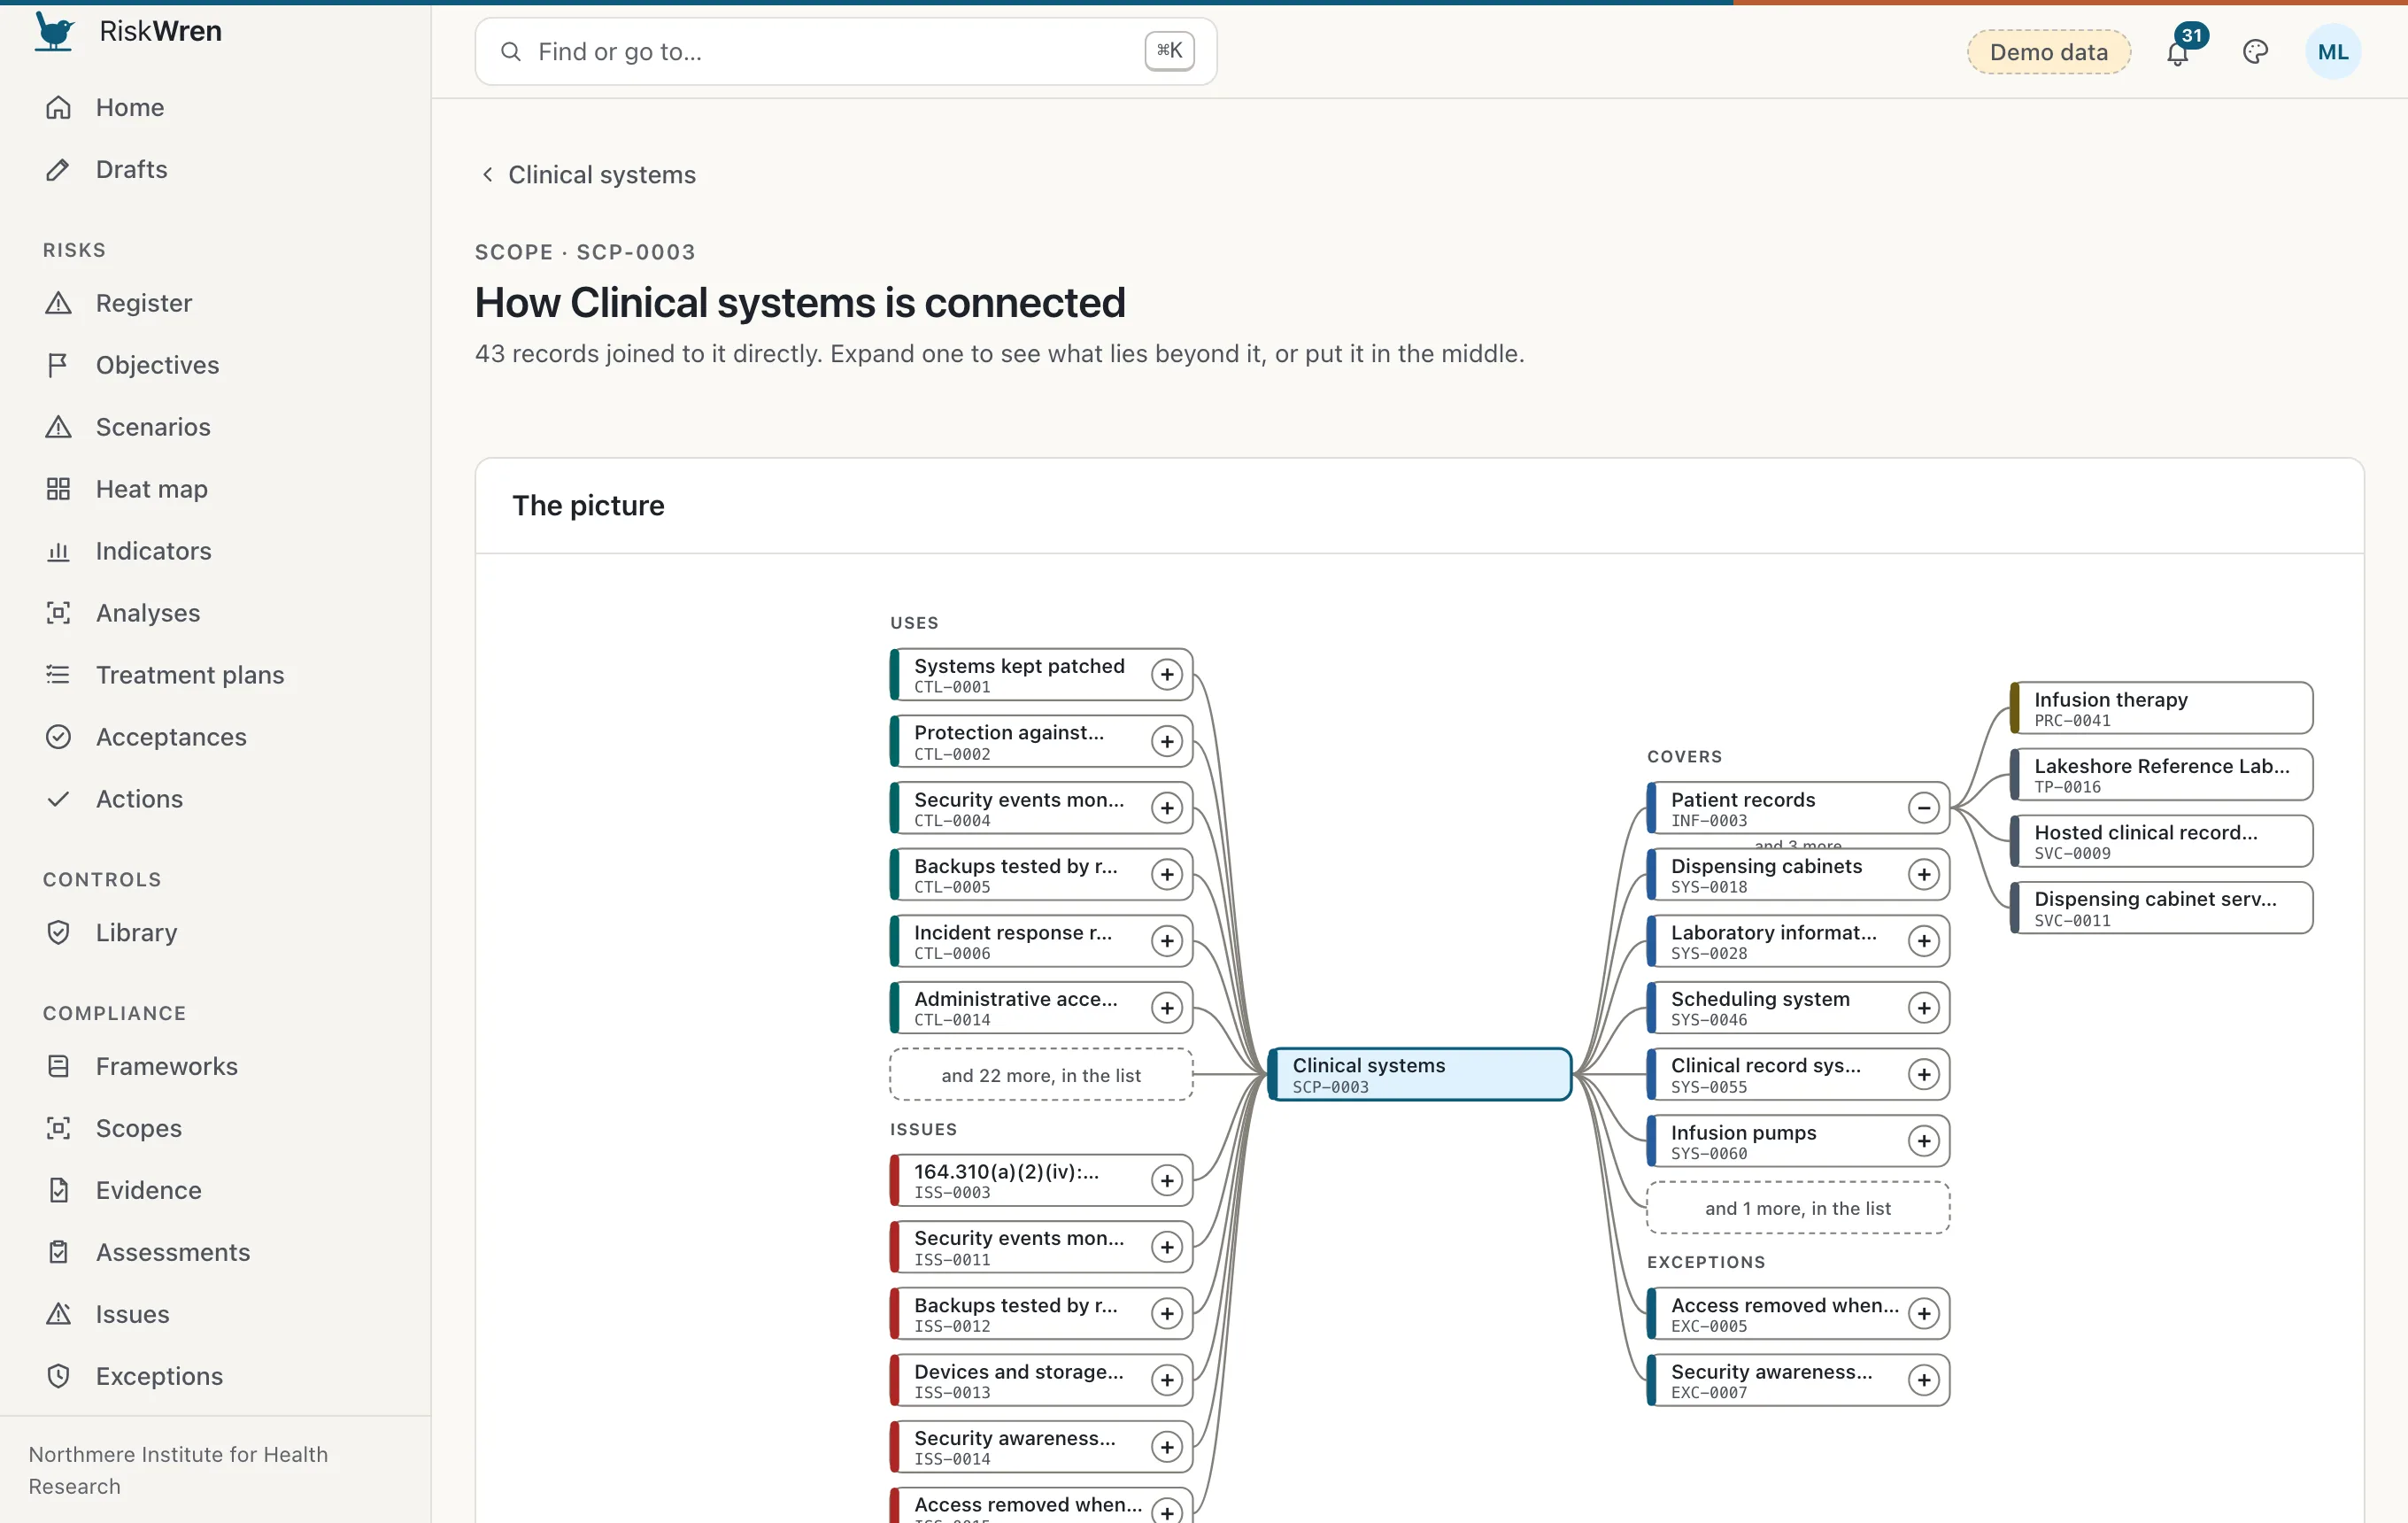 RiskWren
Find or go to...
⌘K
Demo data
31
ML
Home
Drafts
RISKS
Register
Objectives
Scenarios
Heat map
Indicators
Analyses
Treatment plans
Acceptances
Actions
CONTROLS
Library
COMPLIANCE
Frameworks
Scopes
Evidence
Assessments
Issues
Exceptions
Northmere Institute for Health
Research
Clinical systems
SCOPE · SCP-0003
How Clinical systems is connected
43 records joined to it directly. Expand one to see what lies beyond it, or put it in the middle.
The picture
USES
Systems kept patched
CTL-0001
Protection against...
CTL-0002
Security events mon...
CTL-0004
Backups tested by r...
CTL-0005
Incident response r...
CTL-0006
Administrative acce...
CTL-0014
and 22 more, in the list
ISSUES
164.310(a)(2)(iv):...
ISS-0003
Security events mon...
ISS-0011
Backups tested by r...
ISS-0012
Devices and storage...
ISS-0013
Security awareness...
ISS-0014
Access removed when...
ISS-0015
Clinical systems
SCP-0003
COVERS
Patient records
INF-0003
and 3 more
Dispensing cabinets
SYS-0018
Laboratory informat...
SYS-0028
Scheduling system
SYS-0046
Clinical record sys...
SYS-0055
Infusion pumps
SYS-0060
and 1 more, in the list
EXCEPTIONS
Access removed when...
EXC-0005
Security awareness...
EXC-0007
Infusion therapy
PRC-0041
Lakeshore Reference Lab...
TP-0016
Hosted clinical record...
SVC-0009
Dispensing cabinet serv...
SVC-0011